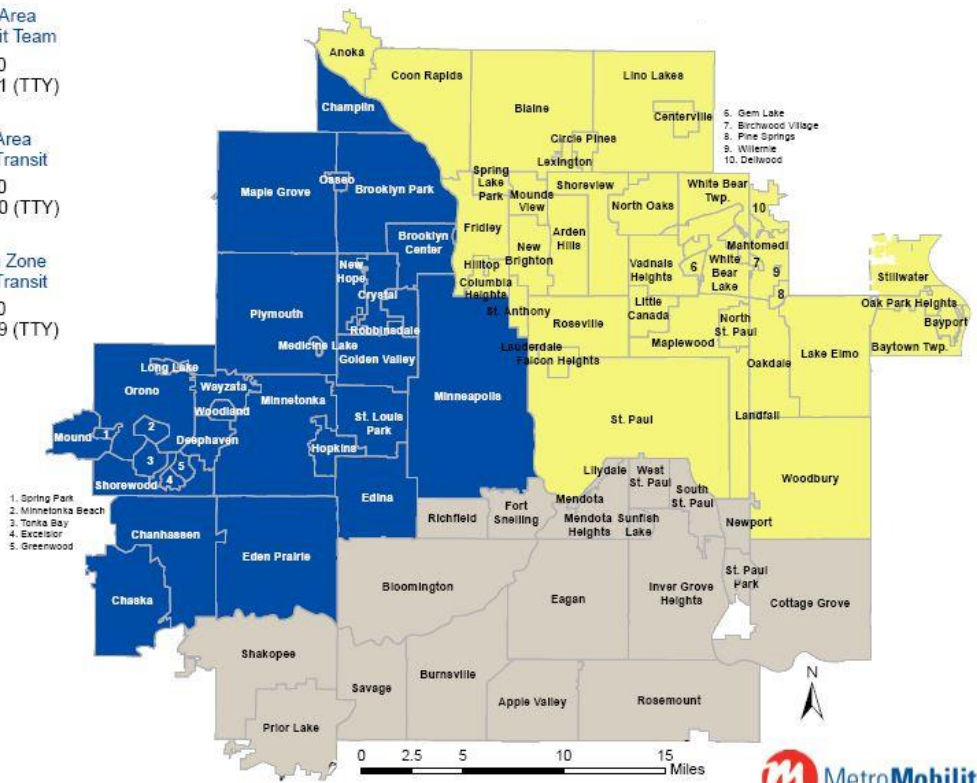 Area
it Team
0
1 (TTY)
Area
Transit
0
0 (TTY)
Zone
Transit
0
9 (TTY)
Anoka
Coon Rapids
Lino Lakes
Blaine
Champlin
Centerville
6. Gem Lake
7. Birchwood Village
8. Pine Springs
9. Willernie
10. Dellwood
Circle Pines
Lexington
Spring
Lake
Park
Mounds
View
Shoreview
North Oaks
White Bear
Twp.
10
Maple Grove
Osseo
Brooklyn Park
Brooklyn
Center
Fridley
New
Brighton
Arden
Hills
Vadnais
Heights
6
White
Bear
Lake
Mahtomedi
7
9
8
Hilltop
Columbia
Heights
Stillwater
Oak Park Heights
Bayport
Baytown Twp.
New
Hope
Crystal
Robbinsdale
Plymouth
Medicine Lake
Golden Valley
St. Anthony
Roseville
Little
Canada
North
St. Paul
Maplewood
Lauderdale
Falcon Heights
Oakdale
Lake Elmo
Long Lake
Orono
Wayzata
Woodland
Minnetonka
Minneapolis
St. Louis
Park
St. Paul
Landfall
Mound
1
2
Deephaven
3
5
4
Shorewood
Hopkins
Edina
Woodbury
Lilydale
West
St. Paul
South
St. Paul
1. Spring Park
2. Minnetonka Beach
3. Tonka Bay
4. Excelsior
5. Greenwood
Chanhassen
Eden Prairie
Richfield
Fort
Snelling
Mendota
Mendota
Heights
Sunfish
Lake
Newport
Chaska
Bloomington
Eagan
Inver Grove
Heights
St. Paul
Park
Cottage Grove
Shakopee
Savage
Burnsville
Apple Valley
Rosemount
Prior Lake
N
0 2.5 5 10 15
Miles
m MetroMobilit